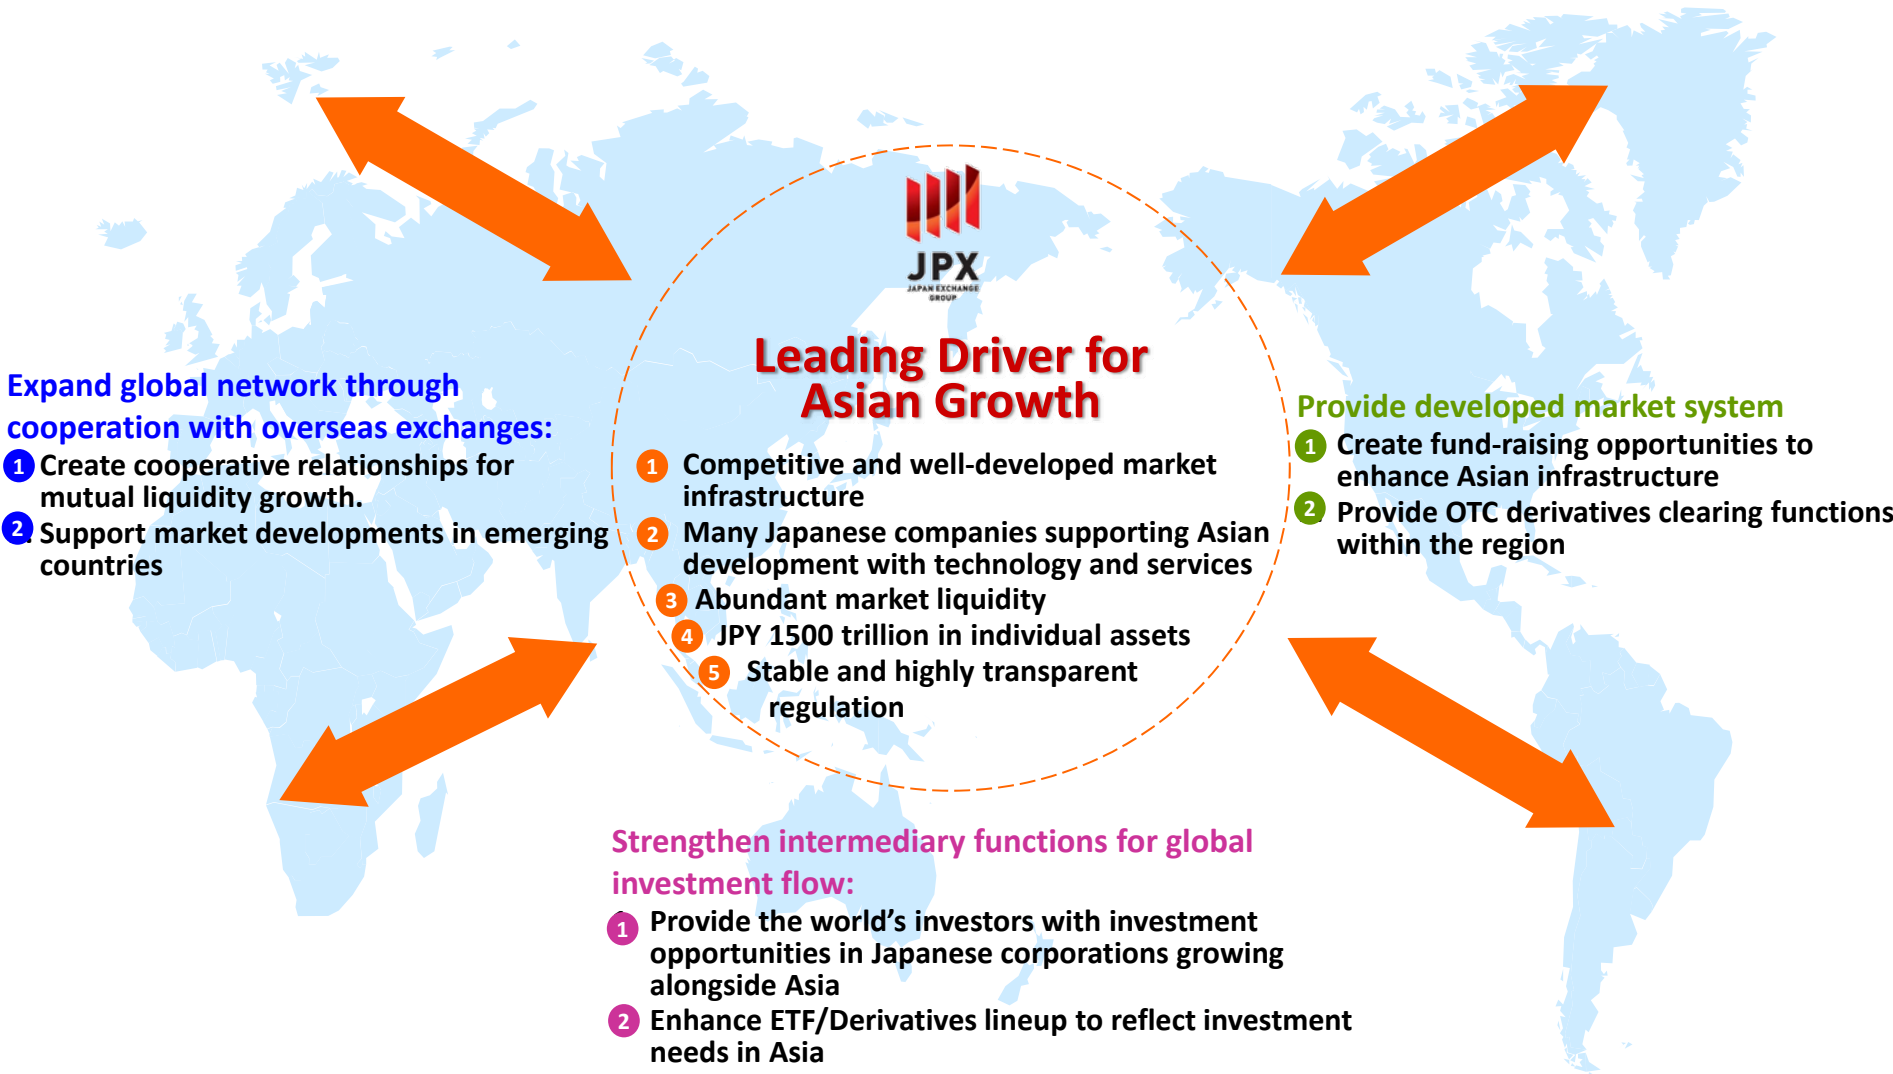 JPX
JAPAN EXCHANGE
GROUP
Leading Driver for
Asian Growth
1 Competitive and well-developed market
infrastructure
2 Many Japanese companies supporting Asian
development with technology and services
3 Abundant market liquidity
4 JPY 1500 trillion in individual assets
5 Stable and highly transparent
regulation
Expand global network through
cooperation with overseas exchanges:
1 Create cooperative relationships for
mutual liquidity growth.
2 Support market developments in emerging
countries
Provide developed market system
1 Create fund-raising opportunities to
enhance Asian infrastructure
2 Provide OTC derivatives clearing functions
within the region
Strengthen intermediary functions for global
investment flow:
1 Provide the world’s investors with investment
opportunities in Japanese corporations growing
alongside Asia
2 Enhance ETF/Derivatives lineup to reflect investment
needs in Asia